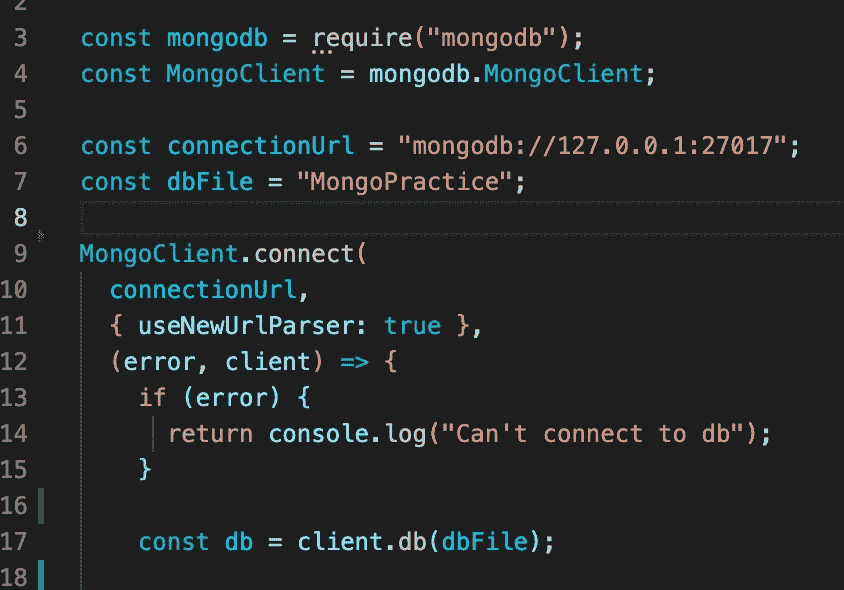 2
3 const mongodb = require("mongodb");
4 const MongoClient = mongodb.MongoClient;
5
6 const connectionUrl = "mongodb://127.0.0.1:27017";
7 const dbFile = "MongoPractice";
8
9 MongoClient.connect(
10 connectionUrl,
11 { useNewUrlParser: true },
12 (error, client) => {
13 if (error) {
14 return console.log("Can't connect to db");
15 }
16
17 const db = client.db(dbFile);
18